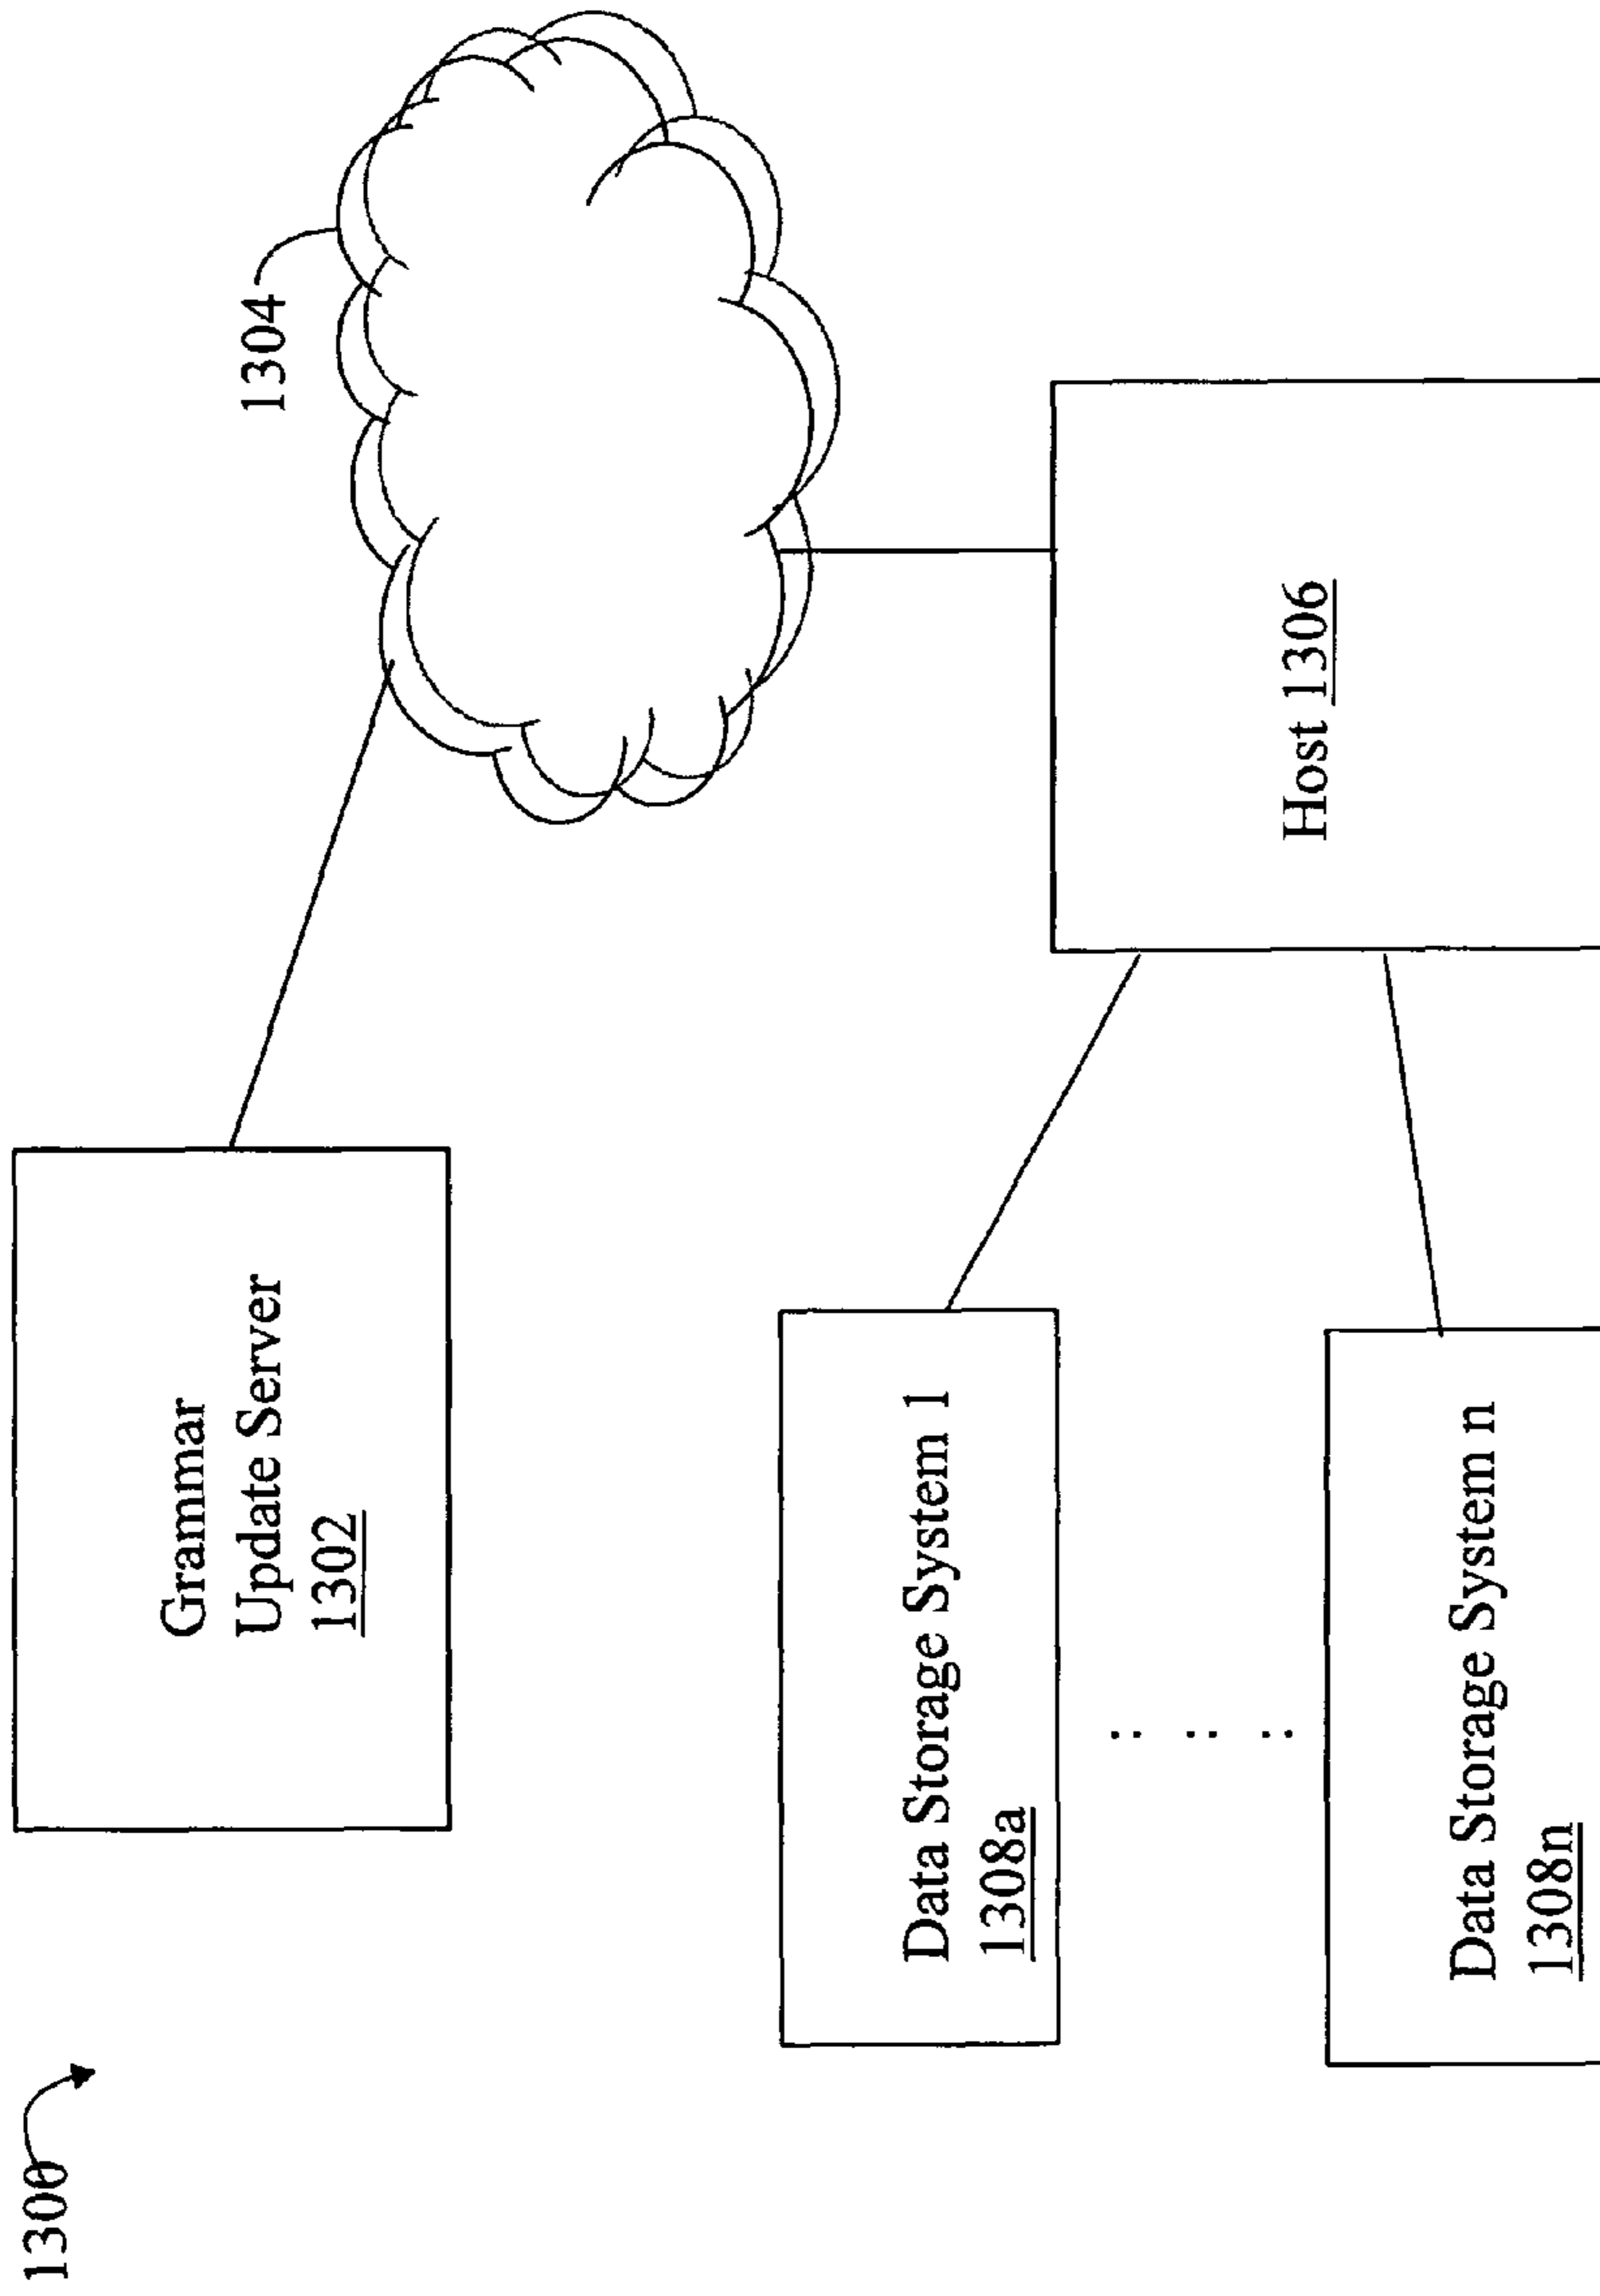 1300
Grammar
Update Server
1302
1304
Data Storage System 1
1308a
Host 1306
Data Storage System n
1308n